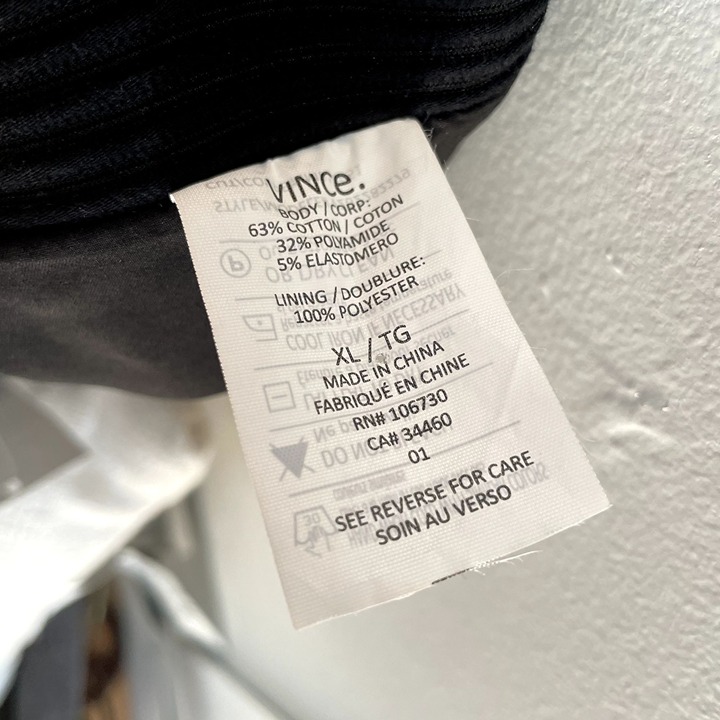 VINCe.
BODY / CORP:
63% COTTON / COTON
32% POLYAMIDE
5% ELASTOMERO
LINING / DOUBLURE:
100% POLYESTER
XL / TG
MADE IN CHINA
FABRIQUÉ EN CHINE
RN# 106730
CA# 34460
01
SEE REVERSE FOR CARE
SOIN AU VERSO